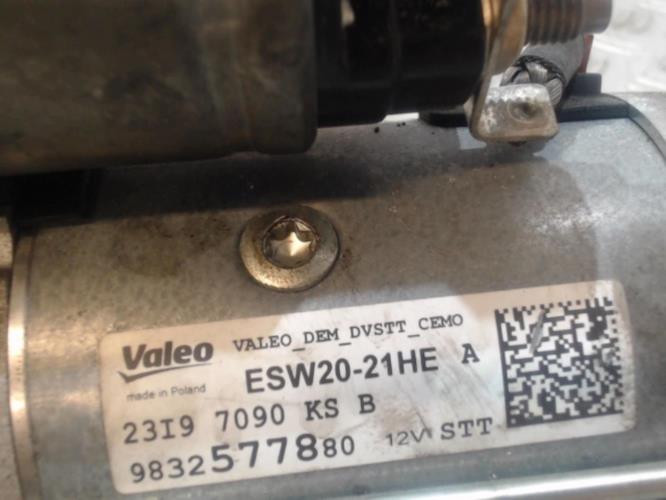 Valeo VALEO_DEM_DVSTT_CEMO
made in Poland ESW20-21HE A
23I9 7090 KS B
9832577880 12V STT